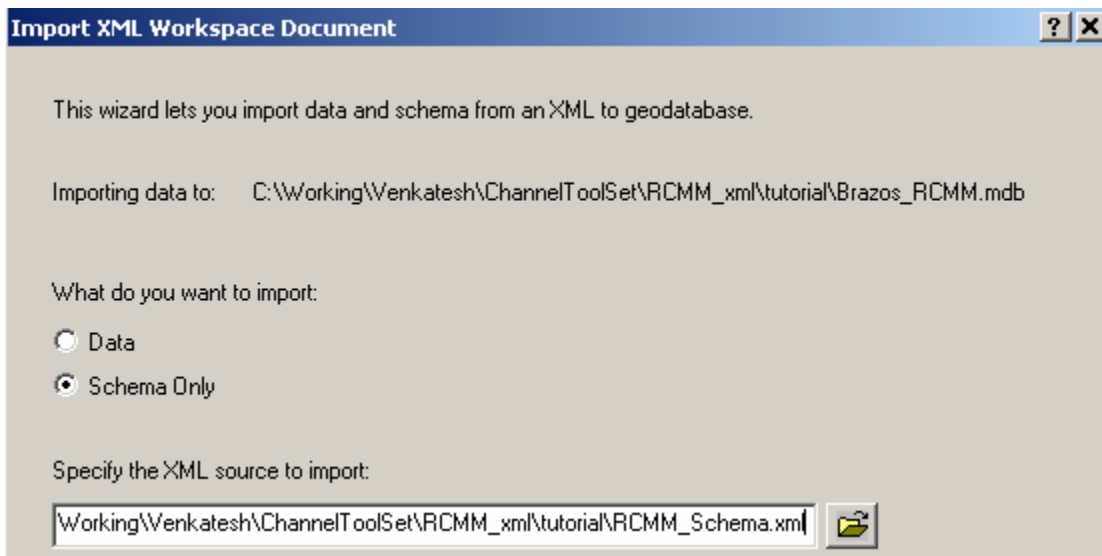 Import XML Workspace Document
This wizard lets you import data and schema from an XML to geodatabase.
Importing data to: C:\Working\Venkatesh\ChannelToolSet\RCMM_xml\tutorial\Brazos_RCMM.mdb
What do you want to import:
Data
Schema Only
Specify the XML source to import:
Working\Venkatesh\ChannelToolSet\RCMM_xml\tutorial\RCMM_Schema.xml